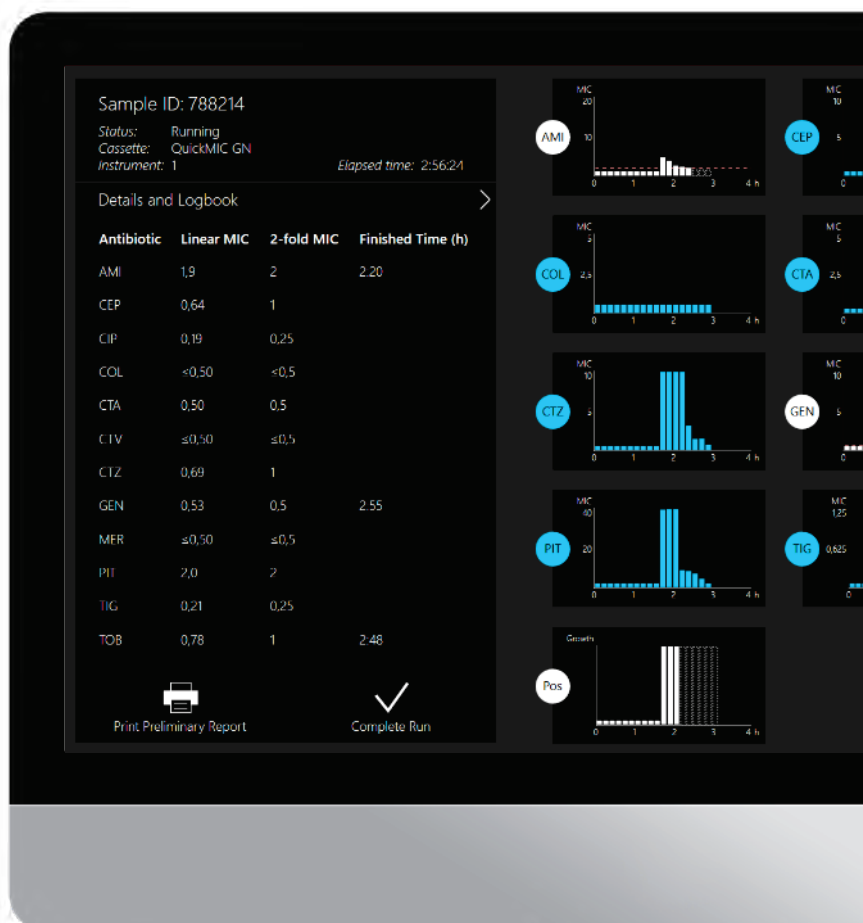 Sample ID: 788214
Status: Running
Cassette: QuickMIC GN
Instrument: 1 Elapsed time: 2:56:24
Details and Logbook
Antibiotic Linear MIC 2-fold MIC Finished Time (h)
AMI 1,9 2 2:20
CEP 0,64 1
CIP 0,19 0,25
COL ≤0,50 ≤0,5
CTA 0,50 0,5
CTV ≤0,50 ≤0,5
CTZ 0,69 1
GEN 0,53 0,5 2:55
MER ≤0,50 ≤0,5
PIT 2,0 2
TIG 0,21 0,25
TOB 0,78 1 2:48
Print Preliminary Report Complete Run
MIC
20
AMI 10
0 1 2 3 4 h
MIC
10
CEP 5
0
MIC
5
COL 2,5
0 1 2 3 4 h
MIC
5
CTA 2,5
0
MIC
10
CTZ 5
0 1 2 3 4 h
MIC
10
GEN 5
0
MIC
40
PIT 20
0 1 2 3 4 h
MIC
1,25
TIG 0,625
0
Growth
Pos
0 1 2 3 4 h